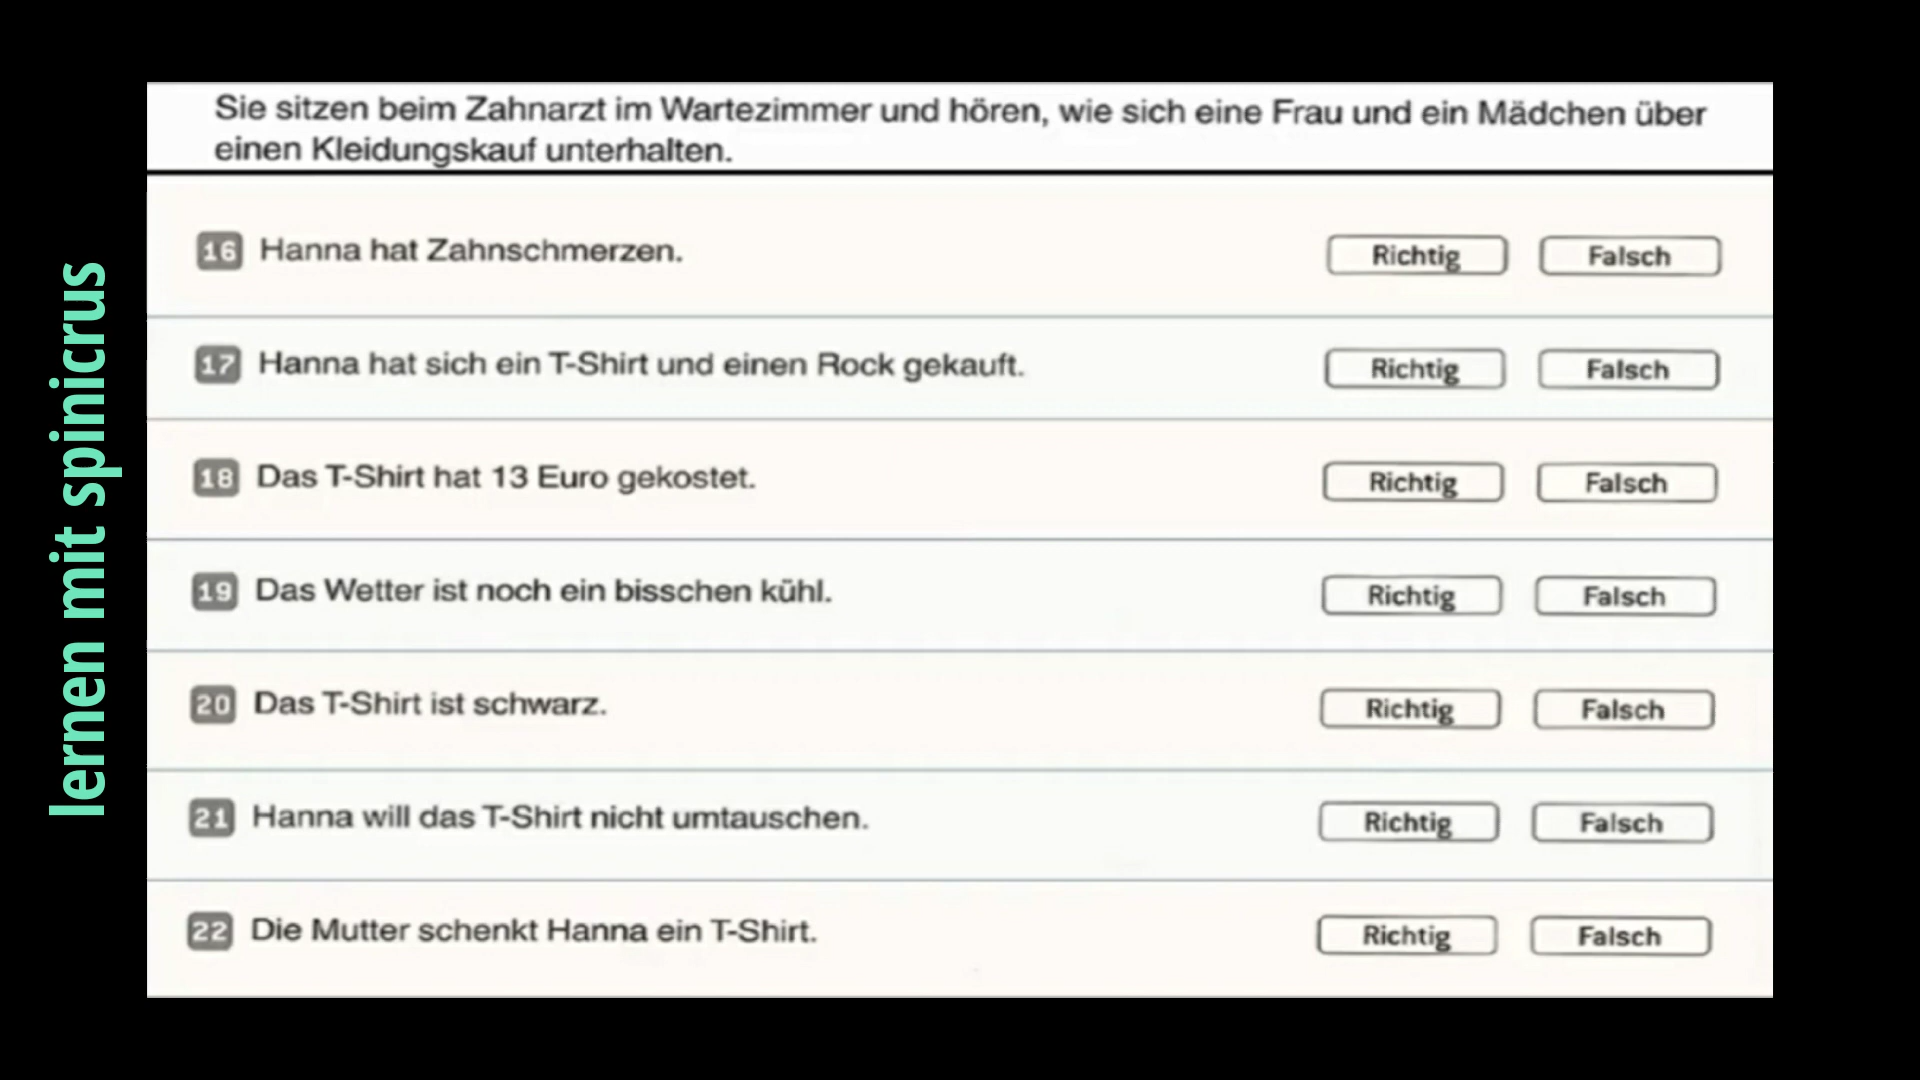 lernen mit spinicrus
Sie sitzen beim Zahnarzt im Wartezimmer und hören, wie sich eine Frau und ein Mädchen über
einen Kleidungskauf unterhalten.
16 Hanna hat Zahnschmerzen. Richtig Falsch
17 Hanna hat sich ein T-Shirt und einen Rock gekauft. Richtig Falsch
18 Das T-Shirt hat 13 Euro gekostet. Richtig Falsch
19 Das Wetter ist noch ein bisschen kühl. Richtig Falsch
20 Das T-Shirt ist schwarz. Richtig Falsch
21 Hanna will das T-Shirt nicht umtauschen. Richtig Falsch
22 Die Mutter schenkt Hanna ein T-Shirt. Richtig Falsch